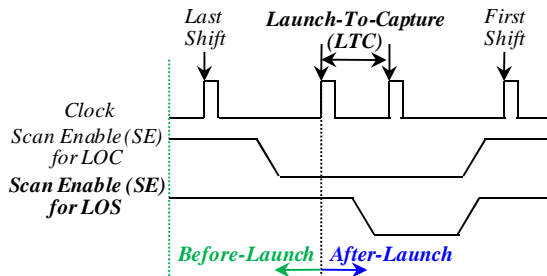 Last
Shift
Launch-To-Capture
(LTC)
First
Shift
Clock
Scan Enable (SE)
for LOC
Scan Enable (SE)
for LOS
Before-Launch
After-Launch